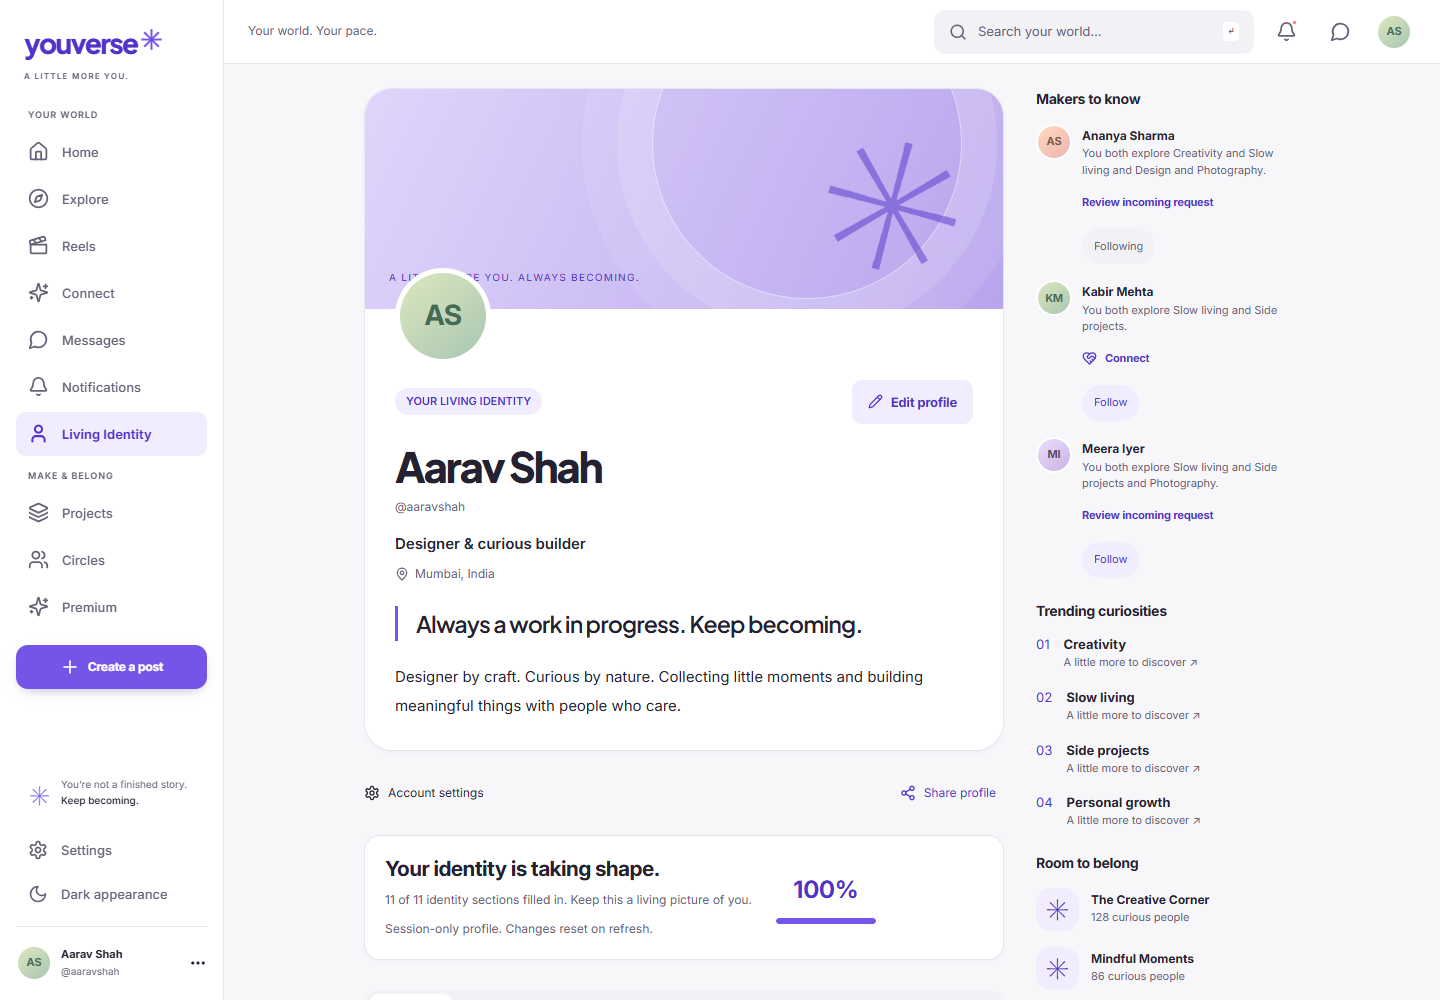 youverse
A LITTLE MORE YOU.
YOUR WORLD
Home
Explore
Reels
Connect
Messages
Notifications
Living Identity
MAKE & BELONG
Projects
Circles
Premium
Create a post
You're not a finished story.
Keep becoming.
Settings
Dark appearance
AS
Aarav Shah
@aaravshah
Your world. Your pace.
Search your world...
AS
YOU. ALWAYS BECOMING.
AS
YOUR LIVING IDENTITY
Edit profile
Aarav Shah
@aaravshah
Designer & curious builder
Mumbai, India
Always a work in progress. Keep becoming.
Designer by craft. Curious by nature. Collecting little moments and building
meaningful things with people who care.
Account settings
Share profile
Your identity is taking shape.
11 of 11 identity sections filled in. Keep this a living picture of you.
Session-only profile. Changes reset on refresh.
100%
Makers to know
AS
Ananya Sharma
You both explore Creativity and Slow
living and Design and Photography.
Review incoming request
Following
KM
Kabir Mehta
You both explore Slow living and Side
projects.
Connect
Follow
MI
Meera Iyer
You both explore Slow living and Side
projects and Photography.
Review incoming request
Follow
Trending curiosities
01 Creativity
A little more to discover ↗
02 Slow living
A little more to discover ↗
03 Side projects
A little more to discover ↗
04 Personal growth
A little more to discover ↗
Room to belong
The Creative Corner
128 curious people
Mindful Moments
86 curious people